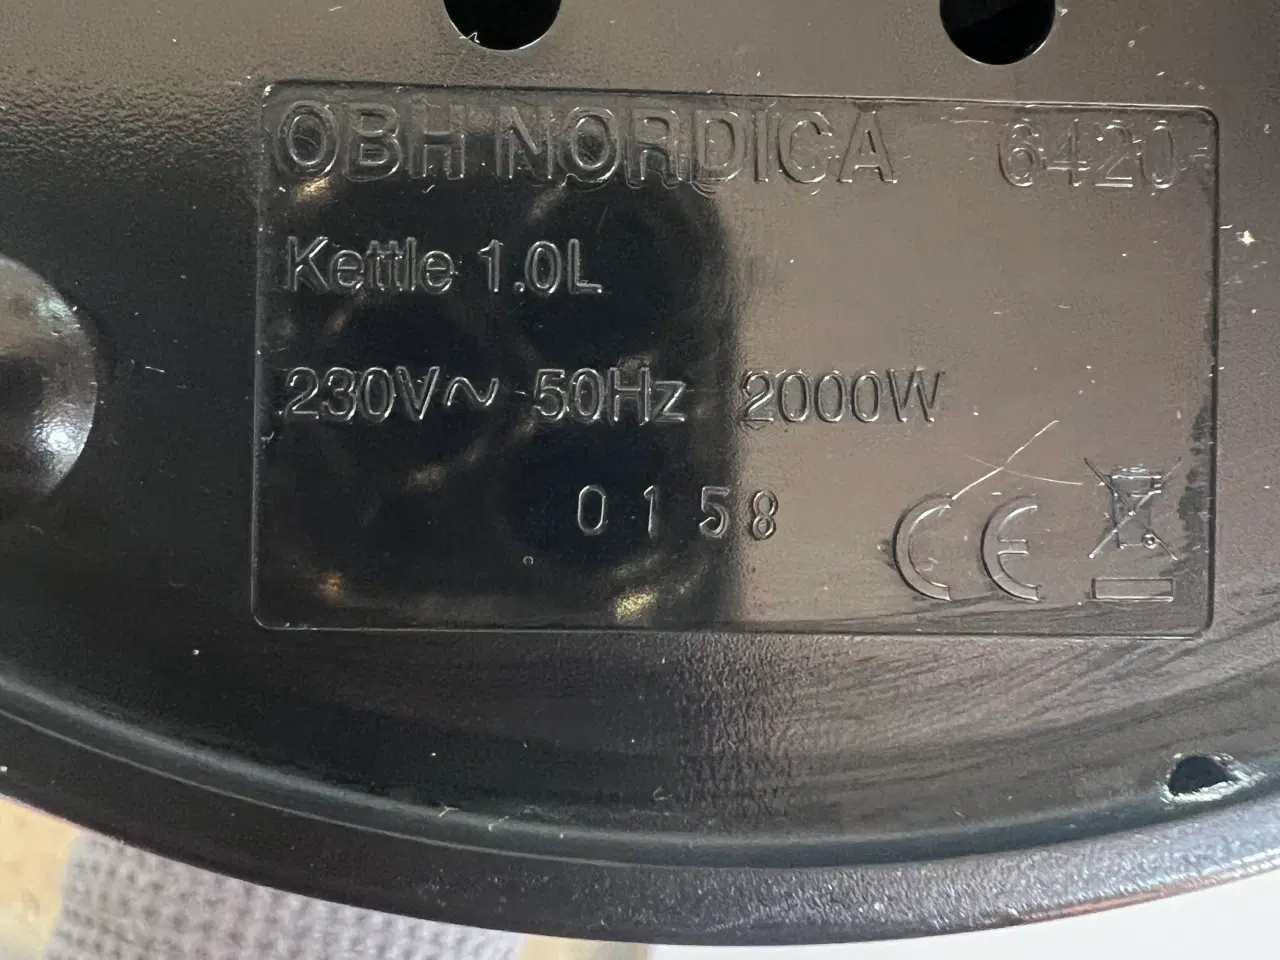 OBH NORDICA 6420
Kettle 1.0L
230V~ 50Hz 2000W
0158
CE